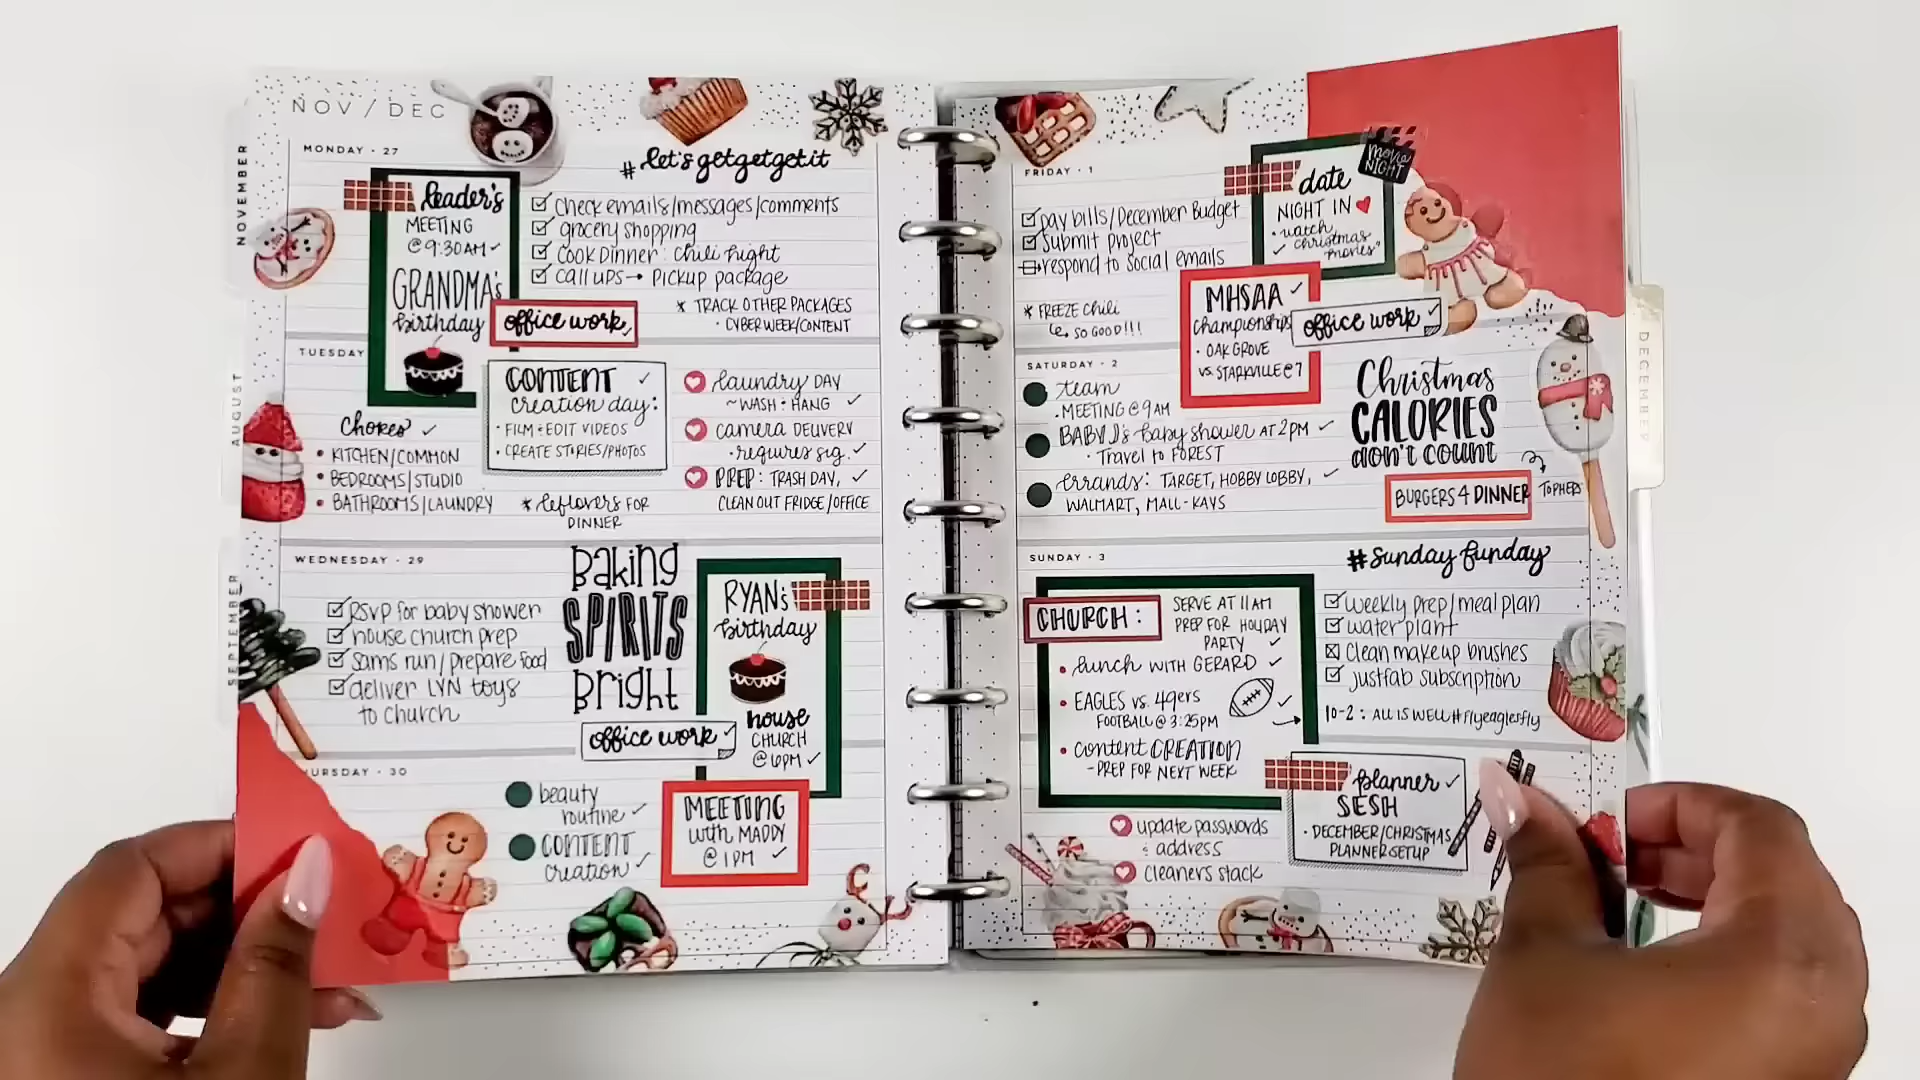 NOV / DEC
NOVEMBER
AUGUST
SEPTEMBER
MONDAY · 27
# let's getgetgetit
leader's
MEETING
@ 9:30AM ✓
GRANDMA's
birthday
☑ check emails/messages/comments
☑ grocery shopping
☑ COOK DINNER: chili night
☑ call UPS → PICKUP package
* TRACK OTHER PACKAGES
· CYBERWEEK/CONTENT
office work ✓
TUESDAY
CONTENT ✓
creation day:
· FILM + EDIT VIDEOS
· CREATE STORIES/PHOTOS
laundry DAY
~ WASH + HANG ✓
camera DELIVERY
· requires sig. ✓
PREP: TRASH DAY, ✓
CLEAN OUT FRIDGE/OFFICE
chores ✓
• KITCHEN/COMMON
• BEDROOMS/STUDIO
• BATHROOMS/LAUNDRY
* leftovers FOR
DINNER
WEDNESDAY · 29
☑ RSVP for baby shower
☑ house church prep
☑ Sams run/prepare food
☑ deliver LYN toys
to church
Baking
SPIRITS
bright
office work ✓
RYAN's
birthday
house
CHURCH
@ 6PM ✓
URSDAY · 30
beauty
routine ✓
CONTENT
creation ✓
MEETING
with MADDY
@ 1PM ✓
FRIDAY · 1
☑ pay bills/December Budget
☑ Submit project
respond to social emails
* FREEZE chili
↳ SO GOOD!!!
date
NIGHT IN ♥
· watch
✓ christmas
movies"
movie
NIGHT
MHSAA ✓
championships
· OAK GROVE
vs. STARKVILLE @ 7
office work ✓
SATURDAY · 2
team
· MEETING @ 9AM
BABY J's baby shower AT 2PM ✓
· Travel to FOREST
errands: TARGET, HOBBY LOBBY, ✓
WALMART, MALL-KAYS
Christmas
CALORIES
don't count
BURGERS 4 DINNER
TOPHERS
DECEMBER
SUNDAY · 3
#Sunday funday
CHURCH:
SERVE AT 11AM
PREP FOR HOLIDAY
PARTY ✓
• lunch WITH GERARD ✓
• EAGLES vs. 49ers ✓
FOOTBALL @ 3:25PM
• content CREATION
- PREP FOR NEXT WEEK
☑ weekly prep/meal plan
☑ water plant
☒ Clean makeup brushes
☑ justfab subscription
10-2: ALL IS WELL #flyeaglesfly
planner ✓
SESH
· DECEMBER/CHRISTMAS
PLANNER SETUP
update passwords
& address
cleaners stack